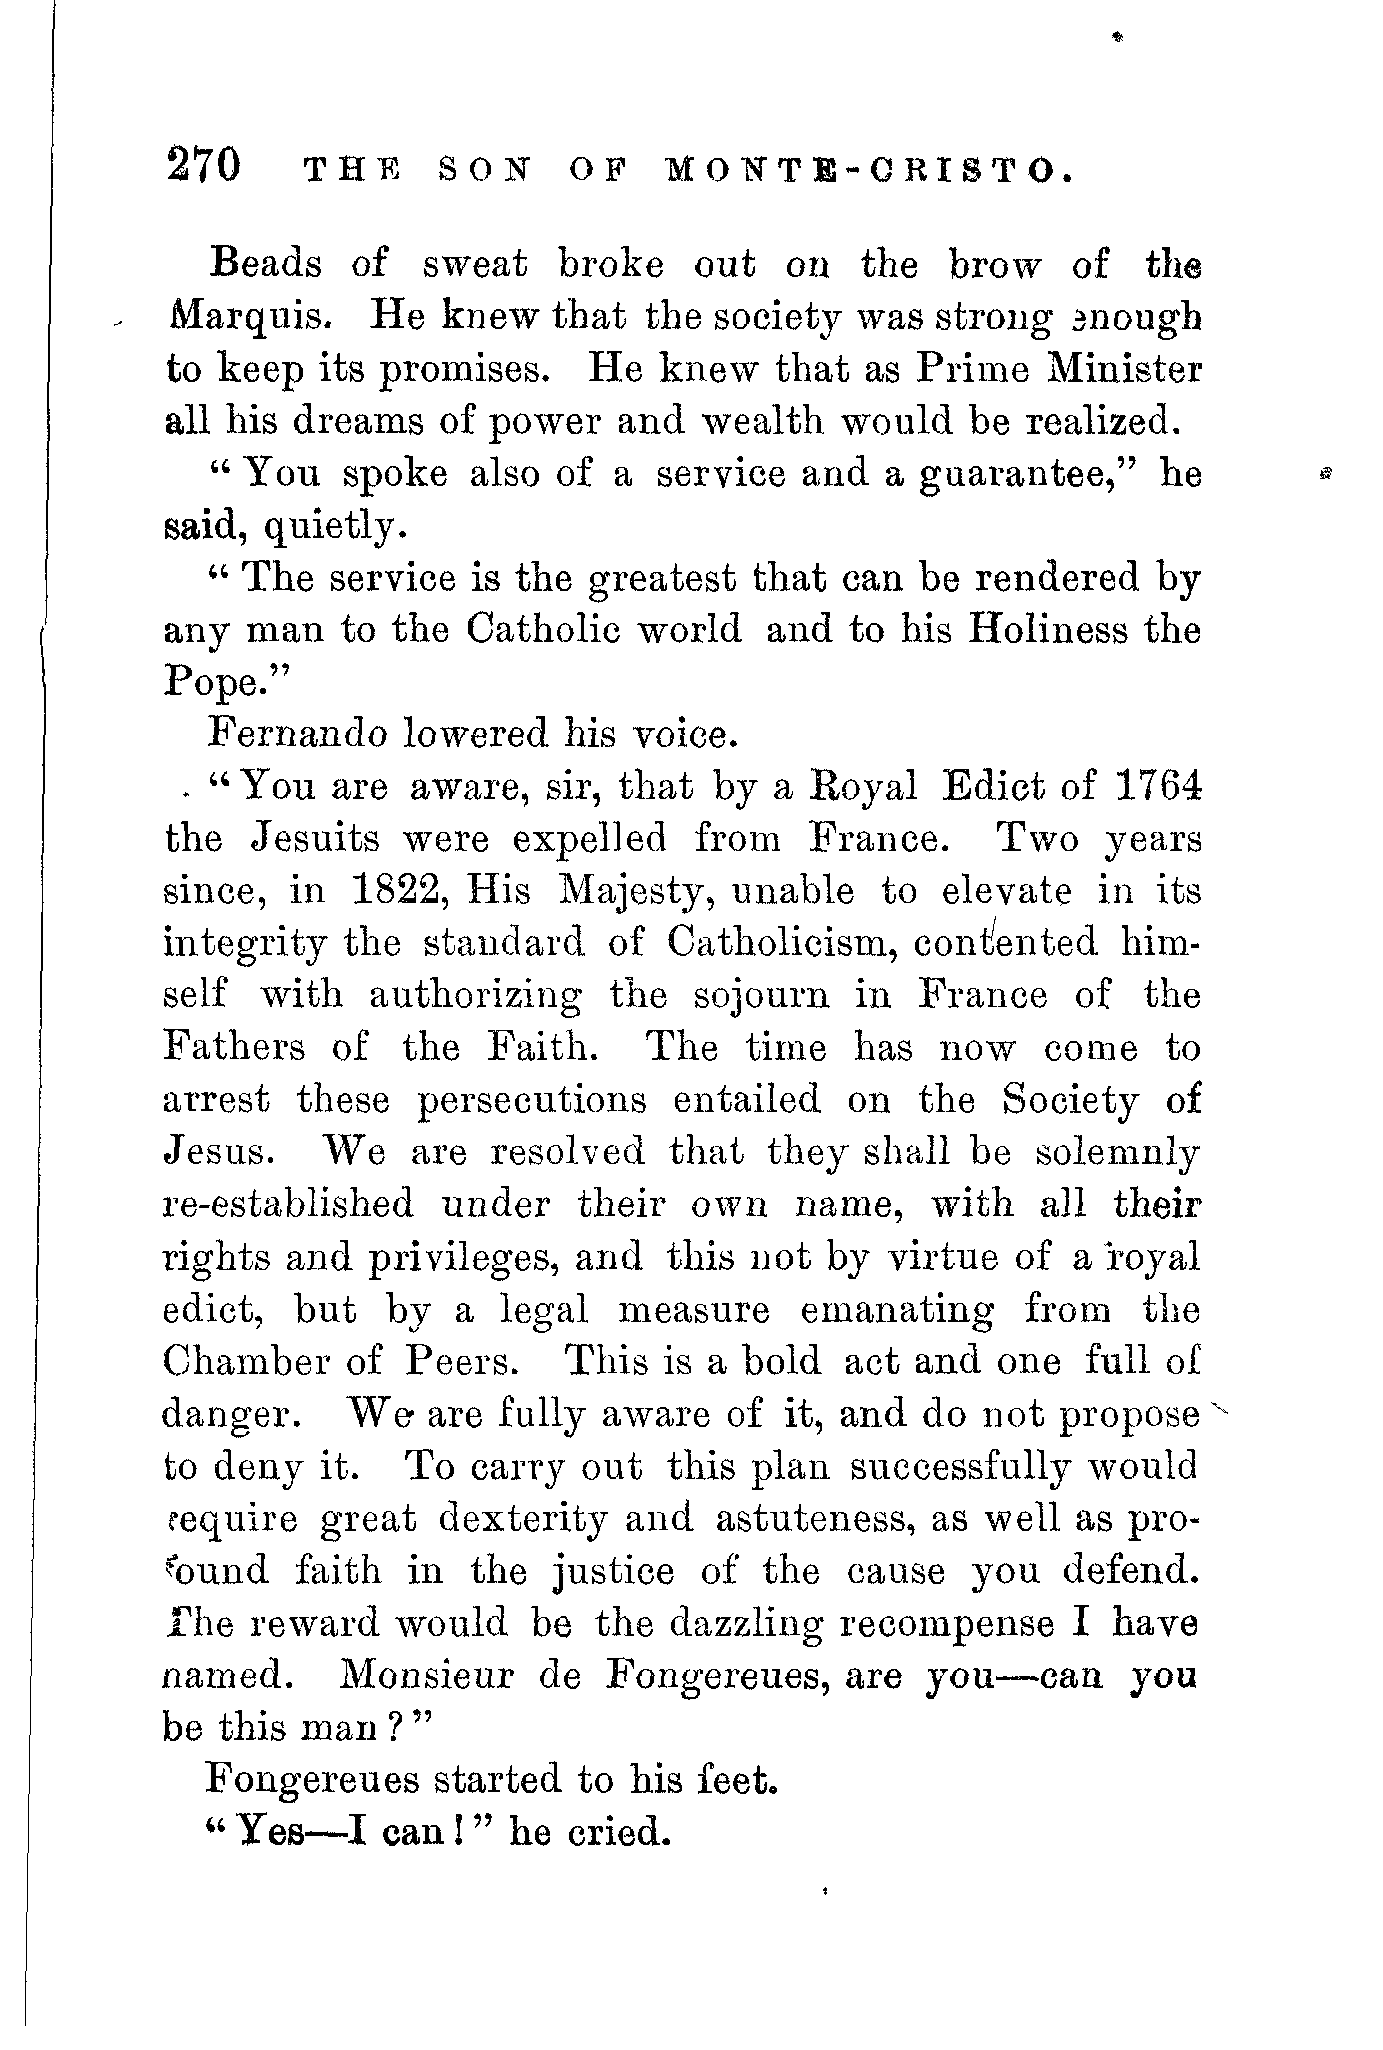 270 THE SON OF MONTE-CRISTO.
Beads of sweat broke out on the brow of the
Marquis. He knew that the society was strong enough
to keep its promises. He knew that as Prime Minister
all his dreams of power and wealth would be realized.
“ You spoke also of a service and a guarantee,” he
said, quietly.
“ The service is the greatest that can be rendered by
any man to the Catholic world and to his Holiness the
Pope.”
Fernando lowered his voice.
“ You are aware, sir, that by a Royal Edict of 1764
the Jesuits were expelled from France. Two years
since, in 1822, His Majesty, unable to elevate in its
integrity the standard of Catholicism, contented him-
self with authorizing the sojourn in France of the
Fathers of the Faith. The time has now come to
arrest these persecutions entailed on the Society of
Jesus. We are resolved that they shall be solemnly
re-established under their own name, with all their
rights and privileges, and this not by virtue of a royal
edict, but by a legal measure emanating from the
Chamber of Peers. This is a bold act and one full of
danger. We are fully aware of it, and do not propose
to deny it. To carry out this plan successfully would
require great dexterity and astuteness, as well as pro-
found faith in the justice of the cause you defend.
The reward would be the dazzling recompense I have
named. Monsieur de Fongereues, are you—can you
be this man ? ”
Fongereues started to his feet.
“ Yes—I can ! ” he cried.